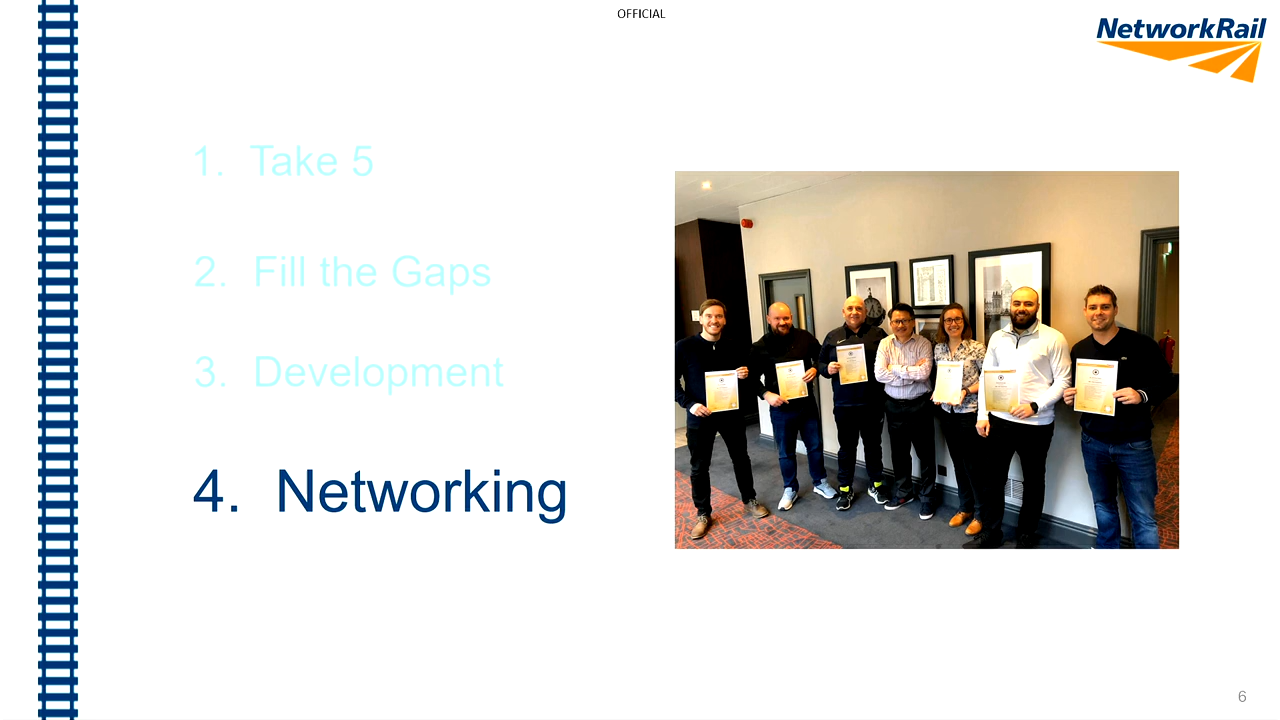 OFFICIAL
NetworkRail
1. Take 5
2. Fill the Gaps
3. Development
4. Networking
6